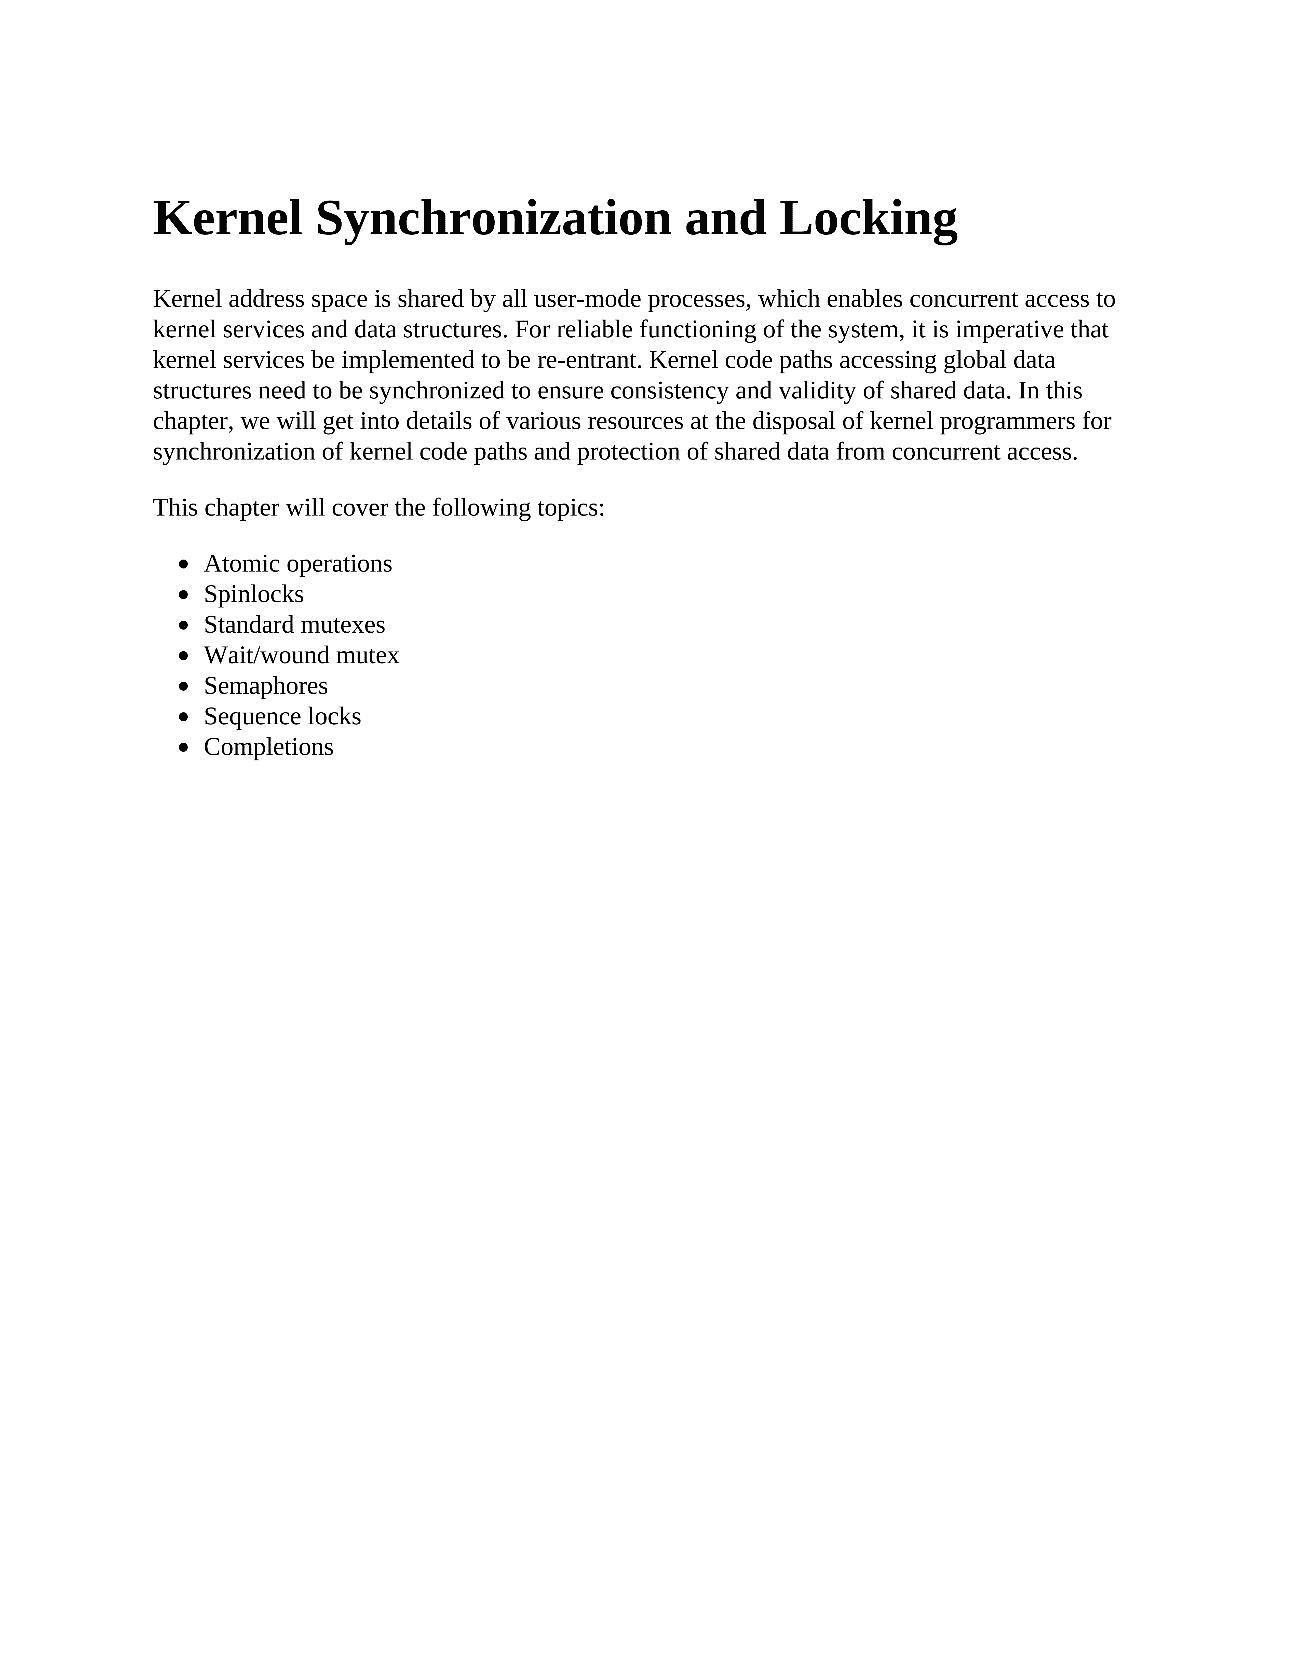 Kernel Synchronization and Locking
Kernel address space is shared by all user-mode processes, which enables concurrent access to
kernel services and data structures. For reliable functioning of the system, it is imperative that
kernel services be implemented to be re-entrant. Kernel code paths accessing global data
structures need to be synchronized to ensure consistency and validity of shared data. In this
chapter, we will get into details of various resources at the disposal of kernel programmers for
synchronization of kernel code paths and protection of shared data from concurrent access.
This chapter will cover the following topics:
• Atomic operations
• Spinlocks
• Standard mutexes
• Wait/wound mutex
• Semaphores
• Sequence locks
• Completions